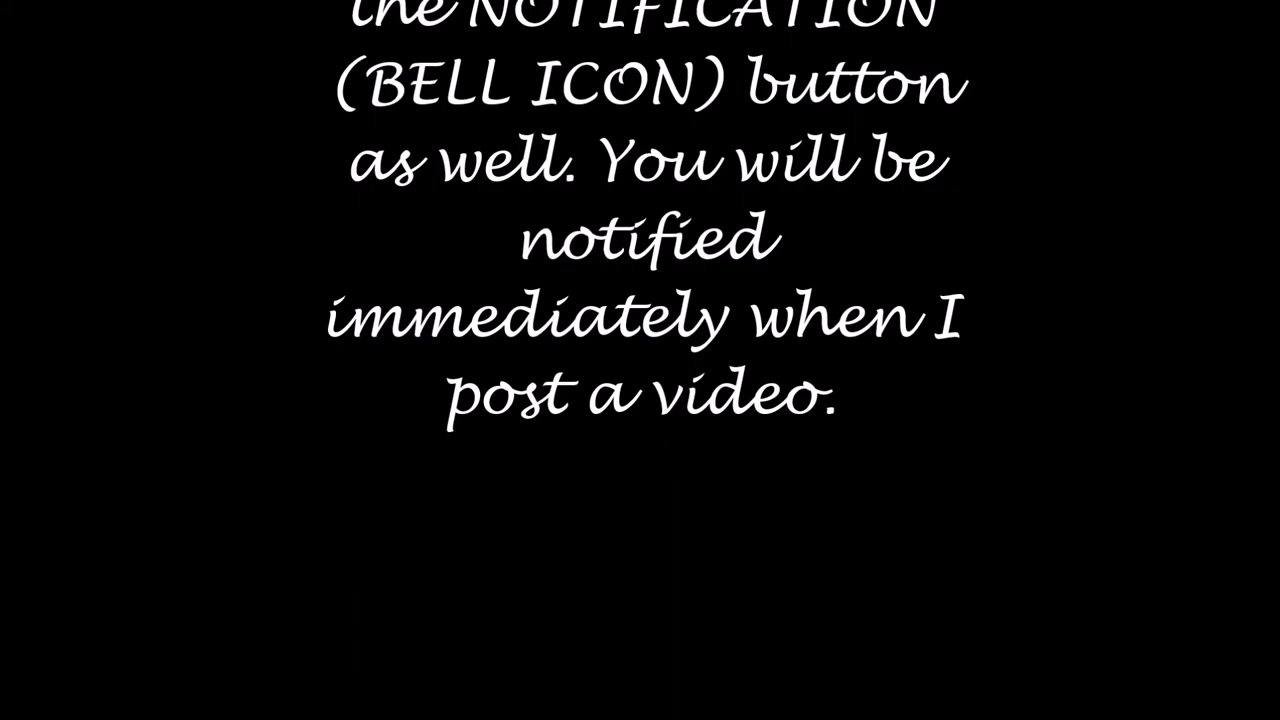 the NOTIFICATION
(BELL ICON) button
as well. You will be
notified
immediately when I
post a video.